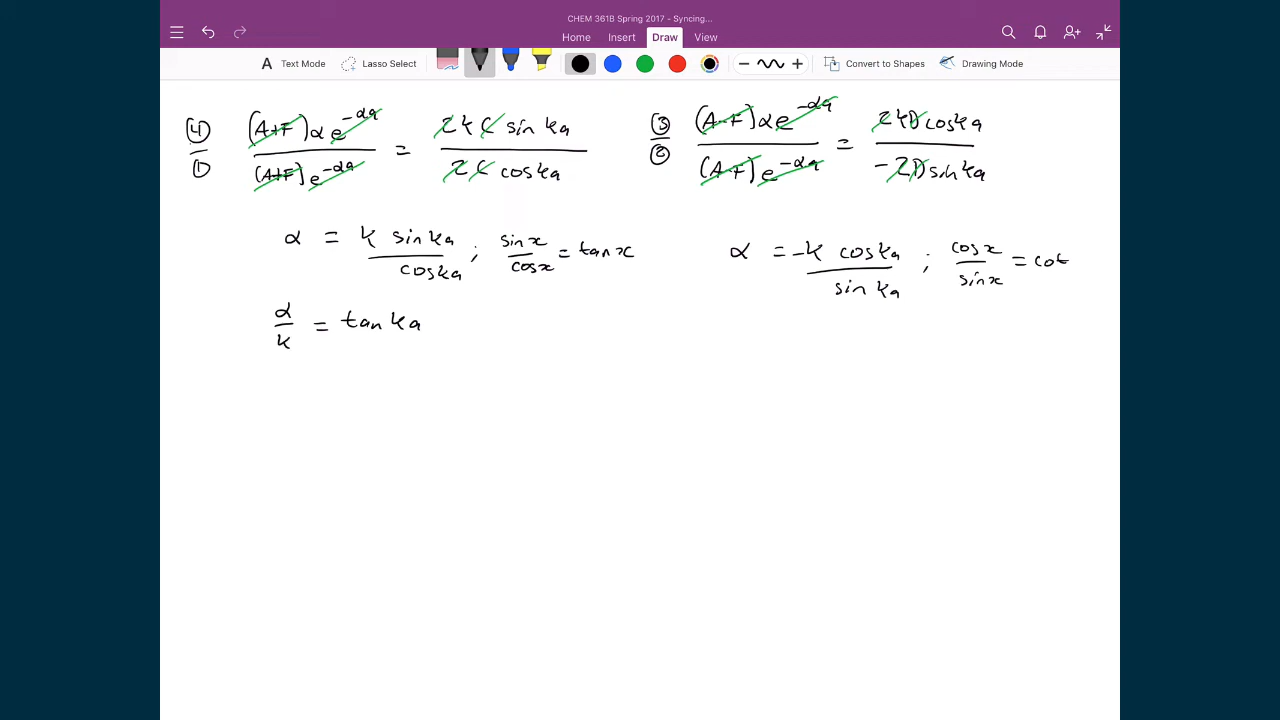 CHEM 361B Spring 2017 - Syncing...
Home Insert Draw View
Text Mode Lasso Select Convert to Shapes Drawing Mode
④/① (A+F)αe^-αa / (A+F)e^-αa = 2kC sin ka / 2C cos ka
③/② (A-F)αe^-αa / (A-F)e^-αa = 2kD cos ka / -2D sin ka
α = k sin ka / cos ka ; sin x / cos x = tan x
α = -k cos ka / sin ka ; cos x / sin x = cot
α/k = tan ka